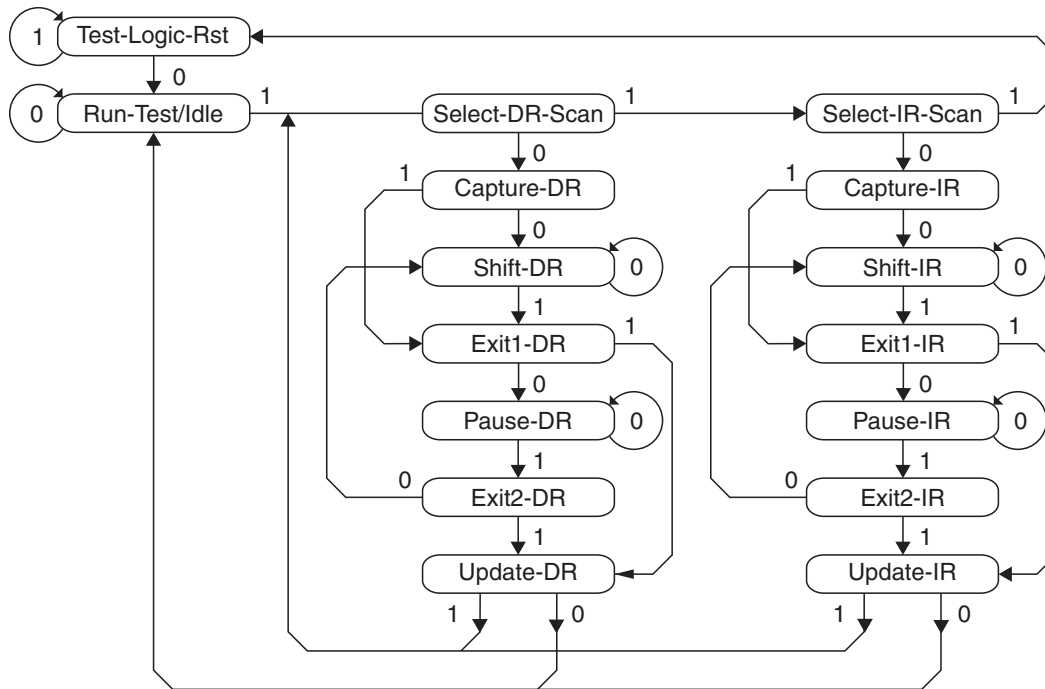 1 Test-Logic-Rst
0
0 Run-Test/Idle 1 Select-DR-Scan 1 Select-IR-Scan 1
0 0
1 Capture-DR 1 Capture-IR
0 0
Shift-DR 0 Shift-IR 0
1 1
Exit1-DR 1 Exit1-IR 1
0 0
Pause-DR 0 Pause-IR 0
1 1
0 Exit2-DR 0 Exit2-IR
1 1
Update-DR Update-IR
1 0 1 0